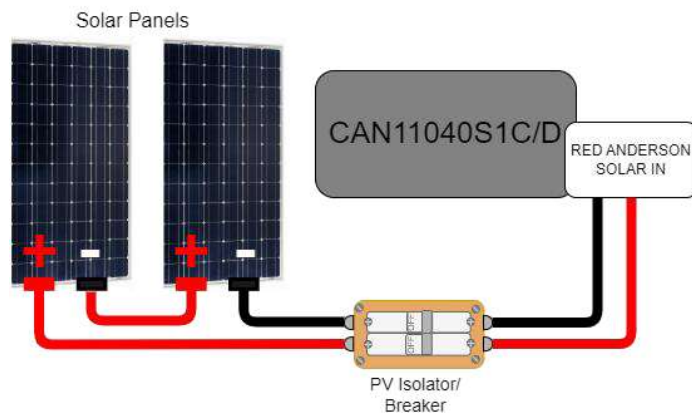 Solar Panels
CAN11040S1C/D
RED ANDERSON
SOLAR IN
OFF
OFF
PV Isolator/
Breaker